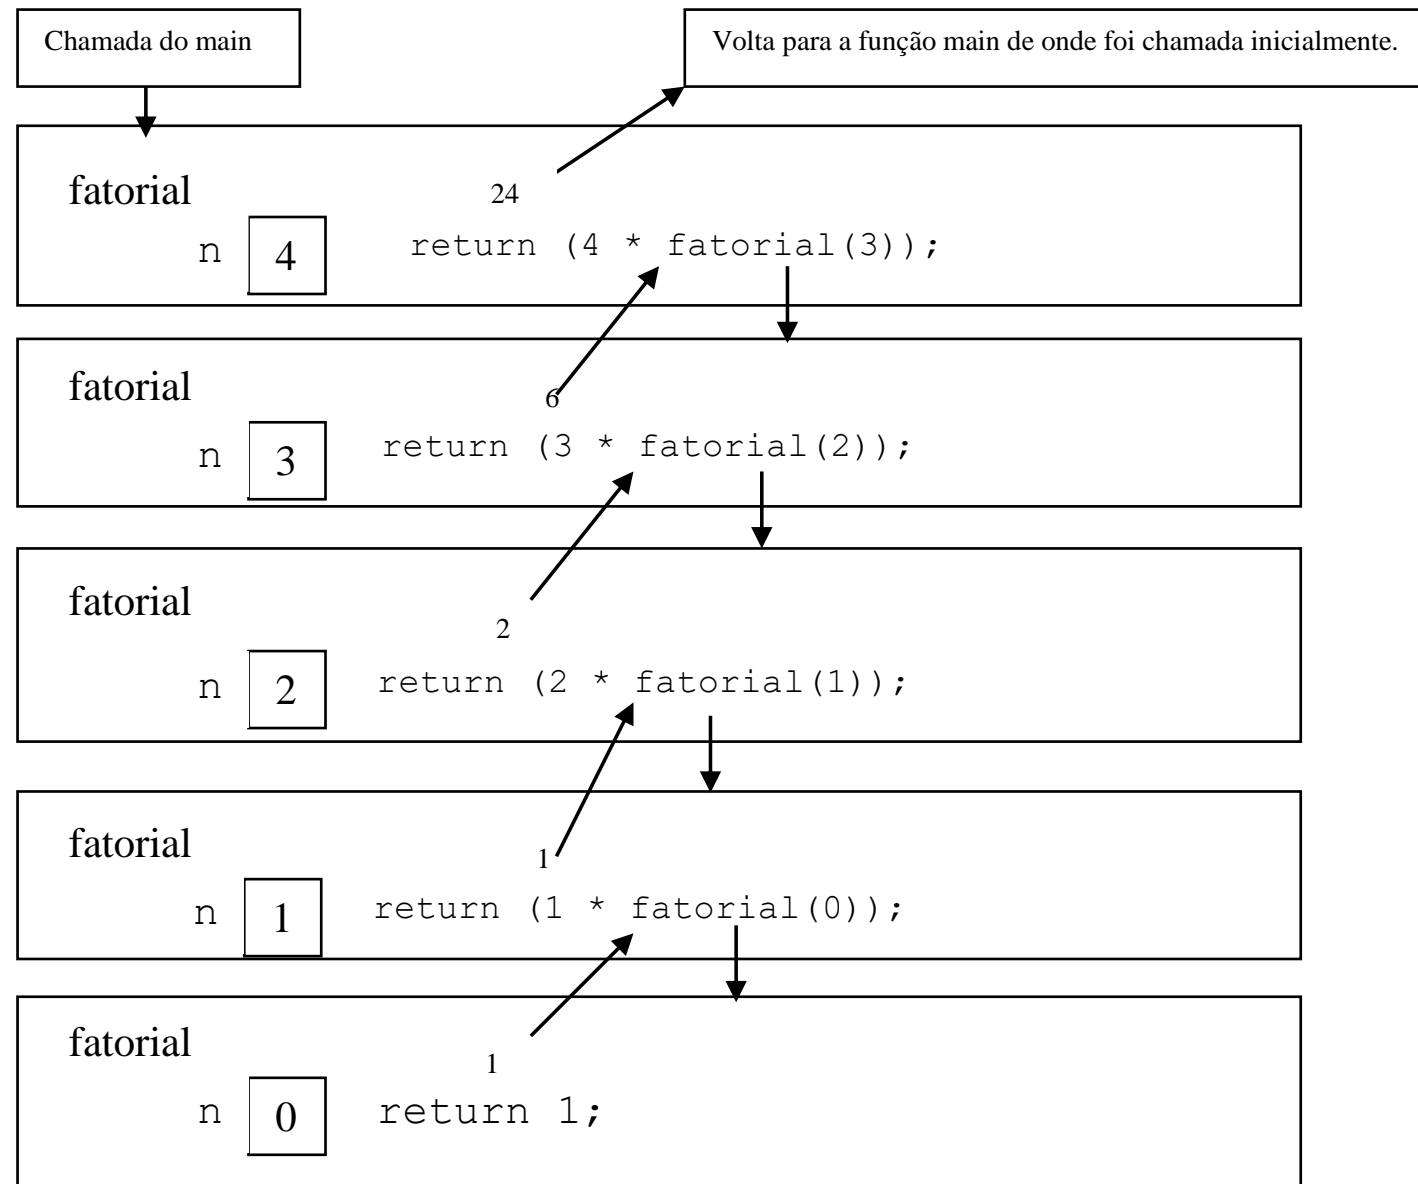 Chamada do main
Volta para a função main de onde foi chamada inicialmente.
fatorial
24
n 4 return (4 * fatorial(3));
fatorial
6
n 3 return (3 * fatorial(2));
fatorial
2
n 2 return (2 * fatorial(1));
fatorial
1
n 1 return (1 * fatorial(0));
fatorial
1
n 0 return 1;